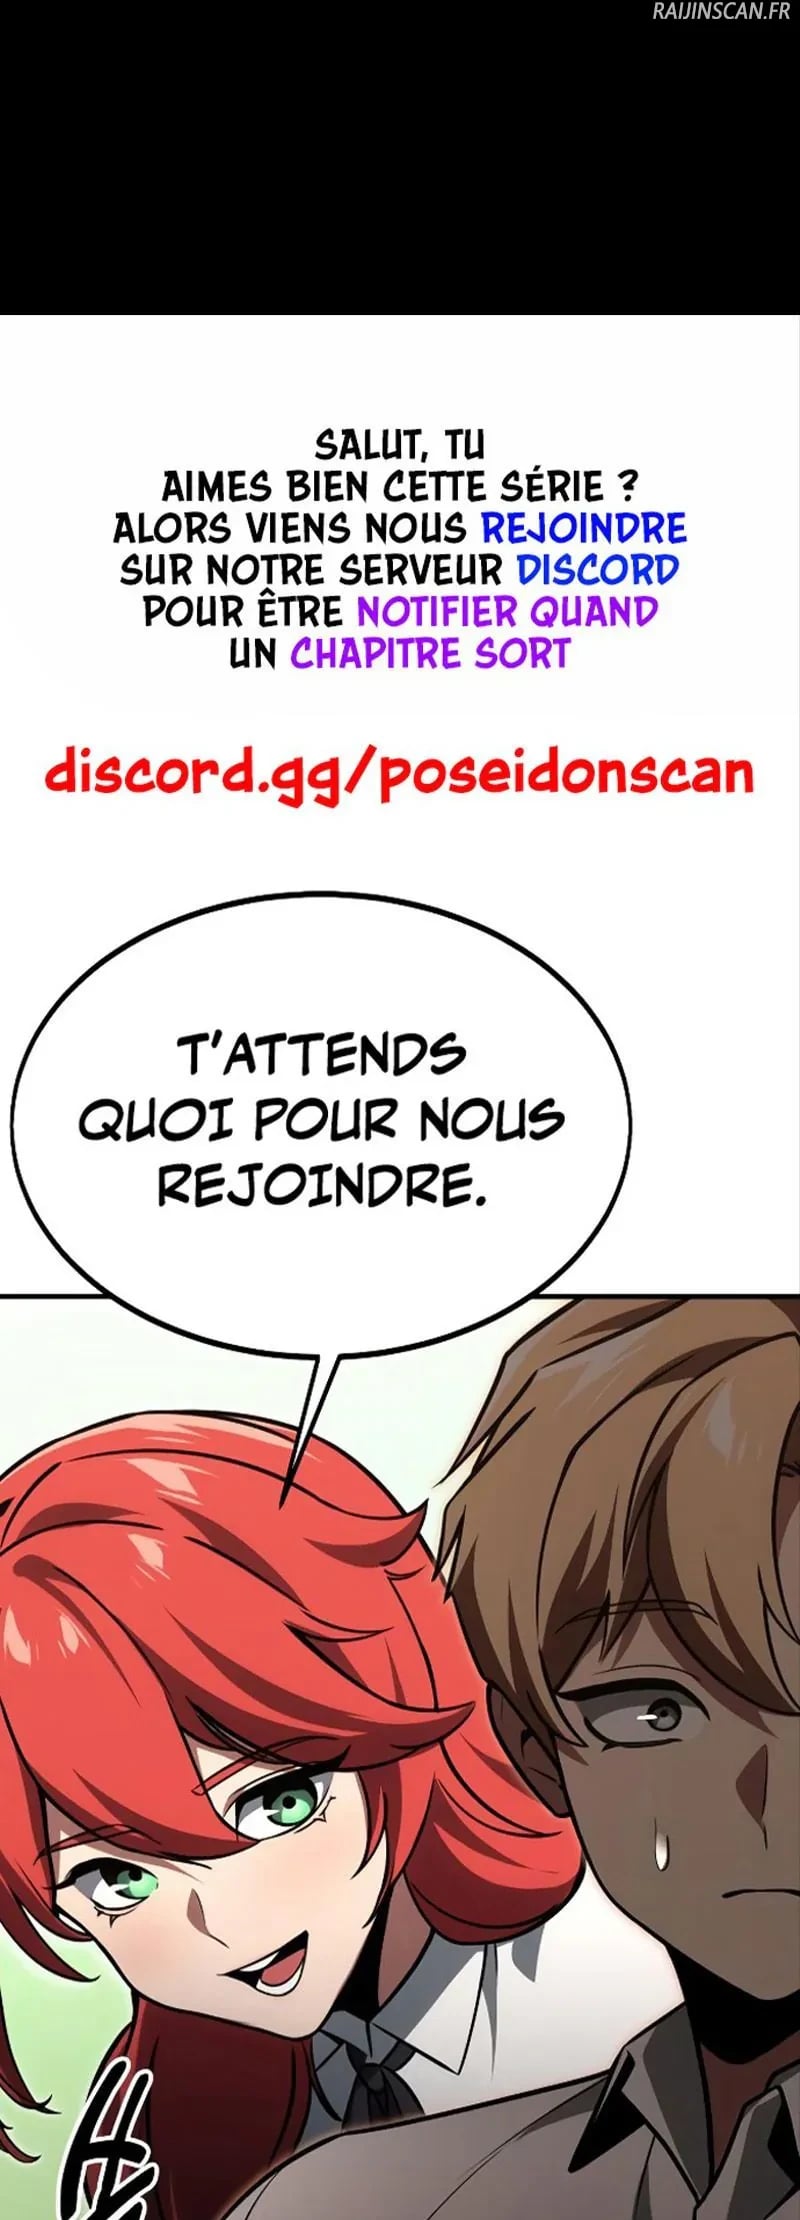 RAIJINSCAN.FR
SALUT, TU
AIMES BIEN CETTE SÉRIE ?
ALORS VIENS NOUS REJOINDRE
SUR NOTRE SERVEUR DISCORD
POUR ÊTRE NOTIFIER QUAND
UN CHAPITRE SORT
discord.gg/poseidonscan
T'ATTENDS
QUOI POUR NOUS
REJOINDRE.